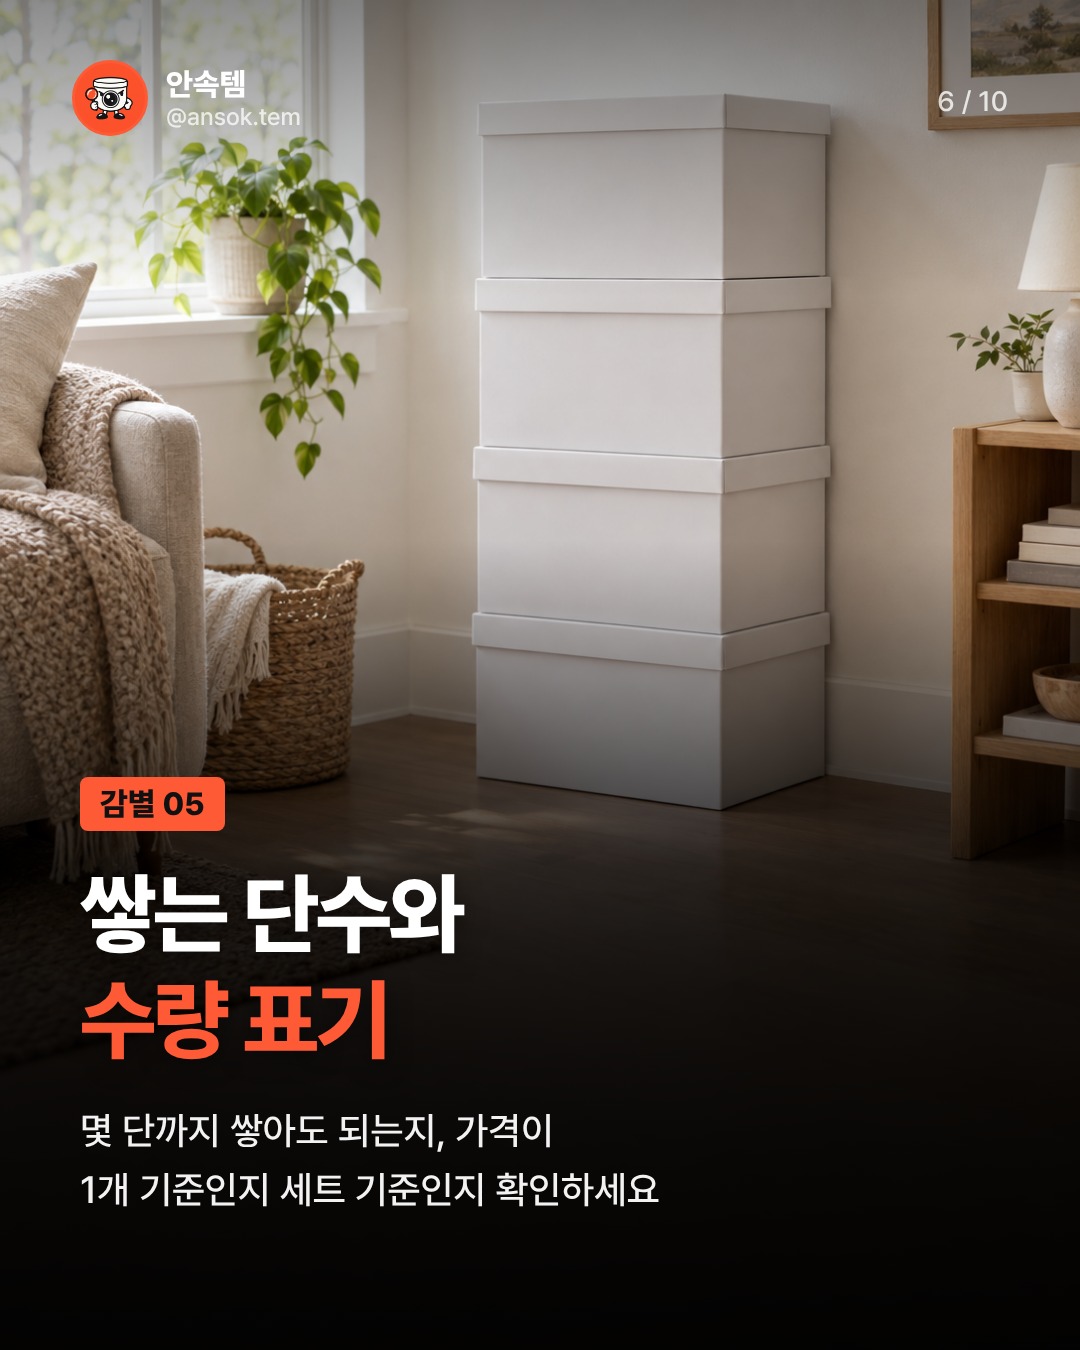 안속템
@ansok.tem
6 / 10
감별 05
쌓는 단수와
수량 표기
몇 단까지 쌓아도 되는지, 가격이
1개 기준인지 세트 기준인지 확인하세요